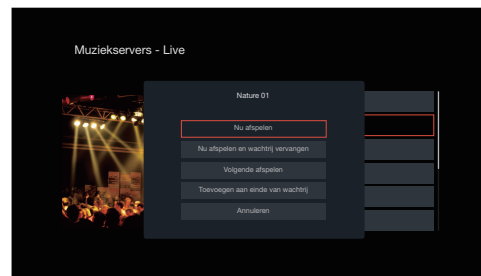 Muziekservers - Live
Nature 01
Nu afspelen
Nu afspelen en wachtrij vervangen
Volgende afspelen
Toevoegen aan einde van wachtrij
Annuleren